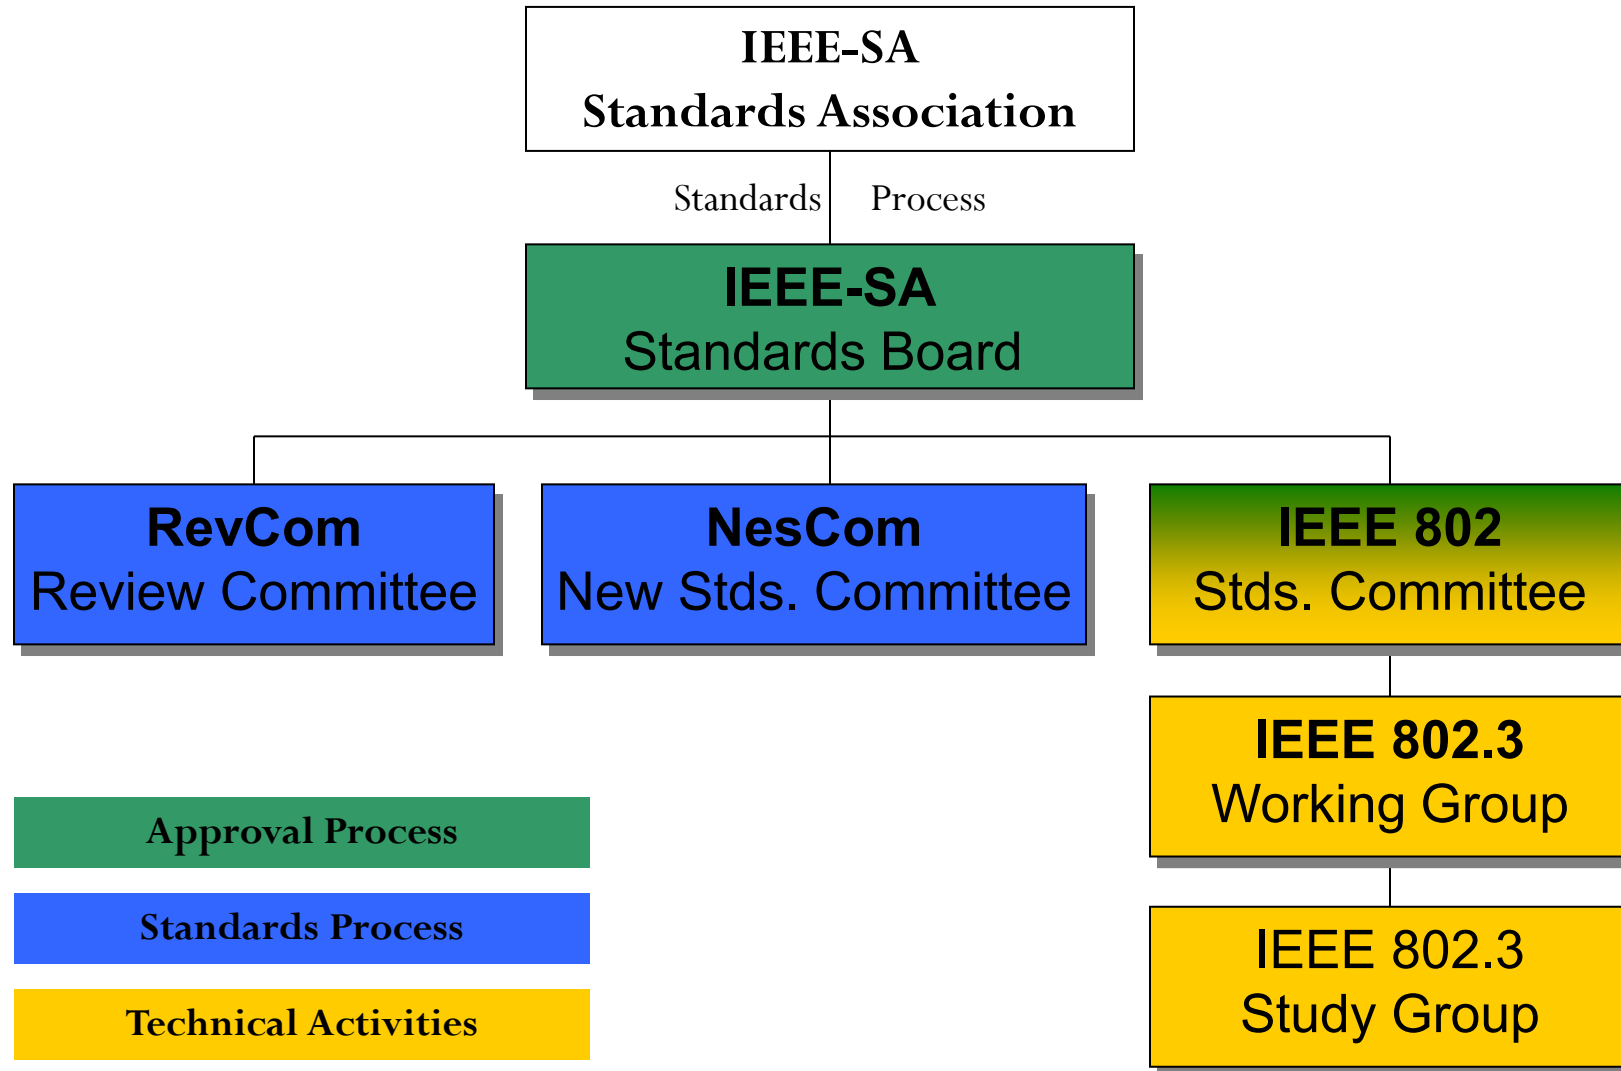 IEEE-SA
Standards Association
Standards Process
IEEE-SA
Standards Board
RevCom
Review Committee
NesCom
New Stds. Committee
IEEE 802
Stds. Committee
IEEE 802.3
Working Group
IEEE 802.3
Study Group
Approval Process
Standards Process
Technical Activities